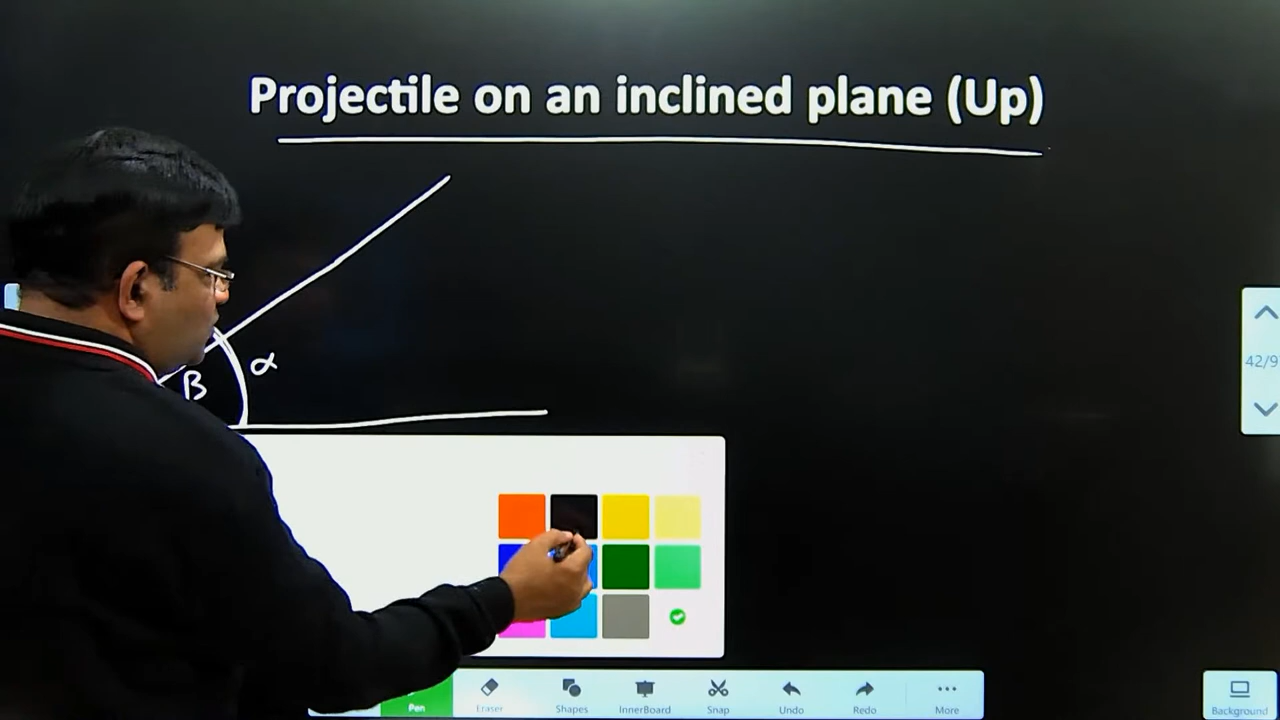 Projectile on an inclined plane (Up)
α
β
42/9
Pen Eraser Shapes InnerBoard Snap Undo Redo More Background